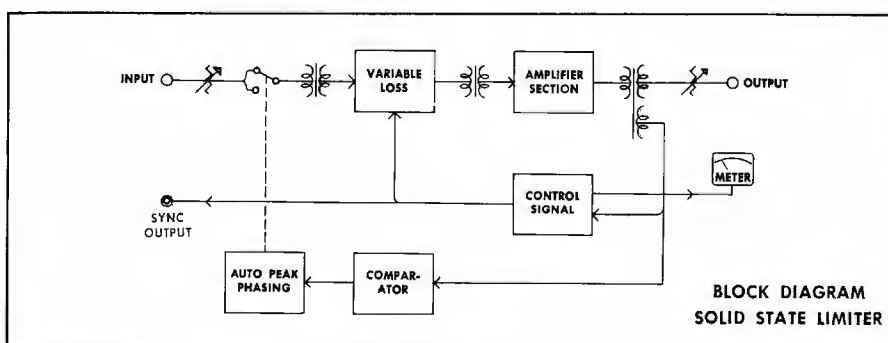 INPUT
VARIABLE
LOSS
AMPLIFIER
SECTION
OUTPUT
METER
CONTROL
SIGNAL
SYNC
OUTPUT
AUTO PEAK
PHASING
COMPAR-
ATOR
BLOCK DIAGRAM
SOLID STATE LIMITER